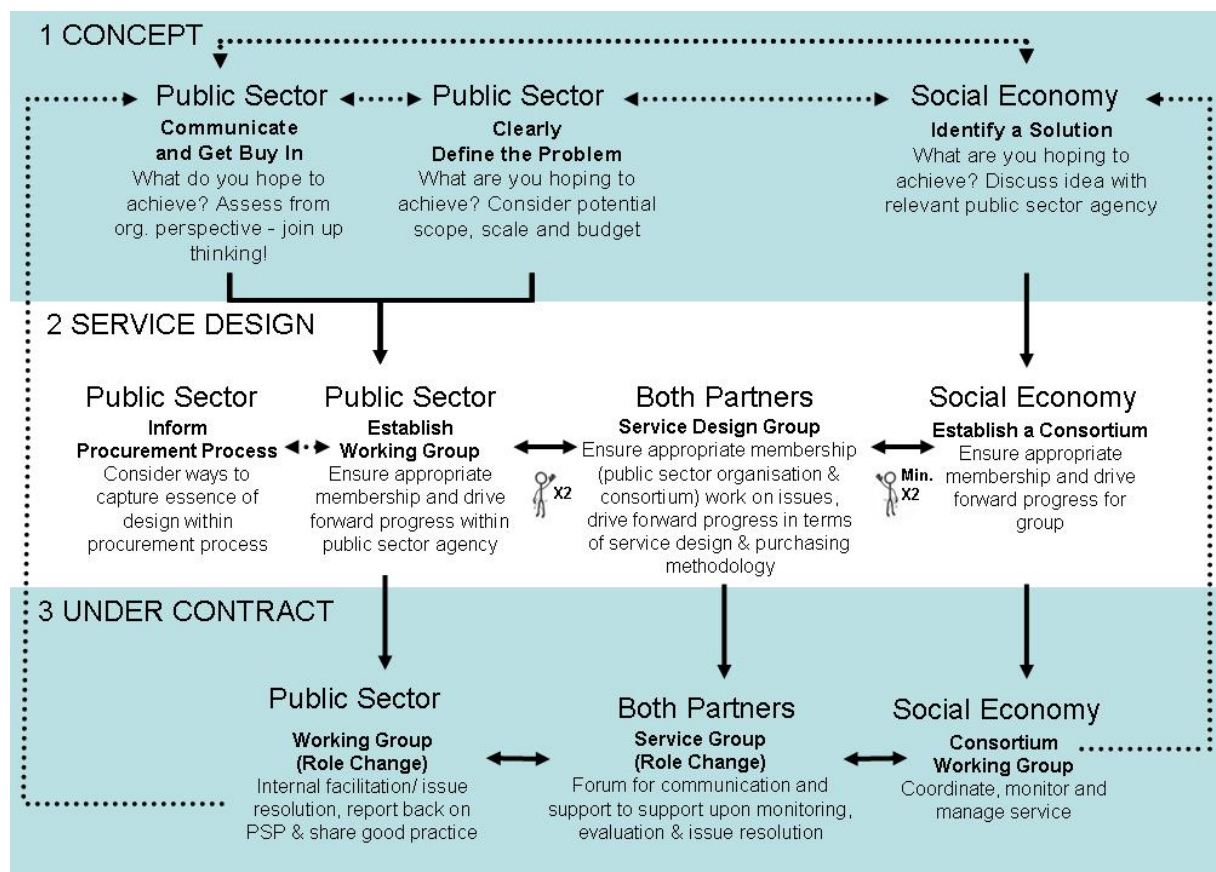 1 CONCEPT
Public Sector
Communicate
and Get Buy In
What do you hope to
achieve? Assess from
org. perspective - join up
thinking!
Public Sector
Clearly
Define the Problem
What are you hoping to
achieve? Consider potential
scope, scale and budget
Social Economy
Identify a Solution
What are you hoping to
achieve? Discuss idea with
relevant public sector agency
2 SERVICE DESIGN
Public Sector
Inform
Procurement Process
Consider ways to
capture essence of
design within
procurement process
Public Sector
Establish
Working Group
Ensure appropriate
membership and drive
forward progress within
public sector agency
X2
Both Partners
Service Design Group
Ensure appropriate membership
(public sector organisation &
consortium) work on issues,
drive forward progress in terms
of service design & purchasing
methodology
Min.
X2
Social Economy
Establish a Consortium
Ensure appropriate
membership and drive
forward progress for
group
3 UNDER CONTRACT
Public Sector
Working Group
(Role Change)
Internal facilitation/ issue
resolution, report back on
PSP & share good practice
Both Partners
Service Group
(Role Change)
Forum for communication and
support to support upon monitoring,
evaluation & issue resolution
Social Economy
Consortium
Working Group
Coordinate, monitor and
manage service